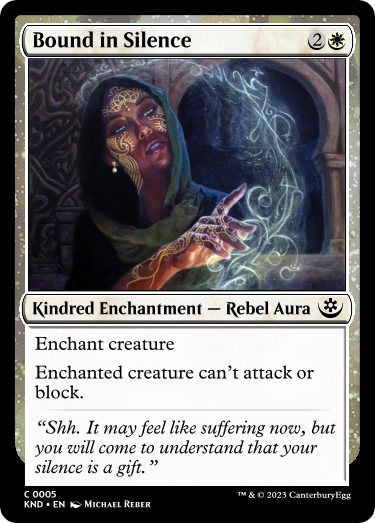 Bound in Silence 2
Kindred Enchantment — Rebel Aura
Enchant creature
Enchanted creature can't attack or
block.
“Shh. It may feel like suffering now, but
you will come to understand that your
silence is a gift.”
C 0005 ™ & © 2023 CanterburyEgg
KND • EN Michael Reber